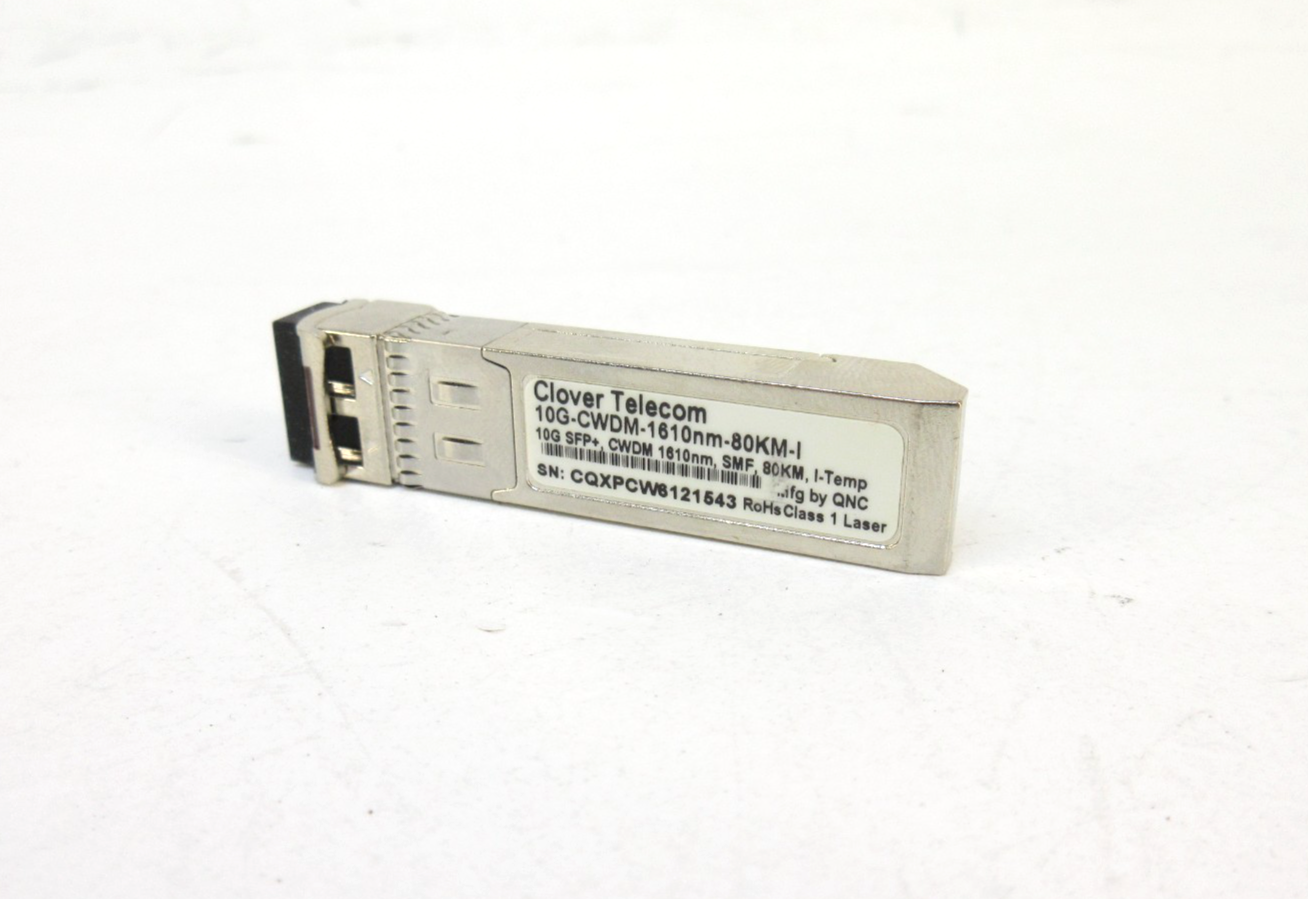 Clover Telecom
10G-CWDM-1610nm-80KM-I
10G SFP+, CWDM 1610nm, SMF, 80KM, I-Temp
Mfg by QNC
SN: CQXPCW6121543 RoHs Class 1 Laser